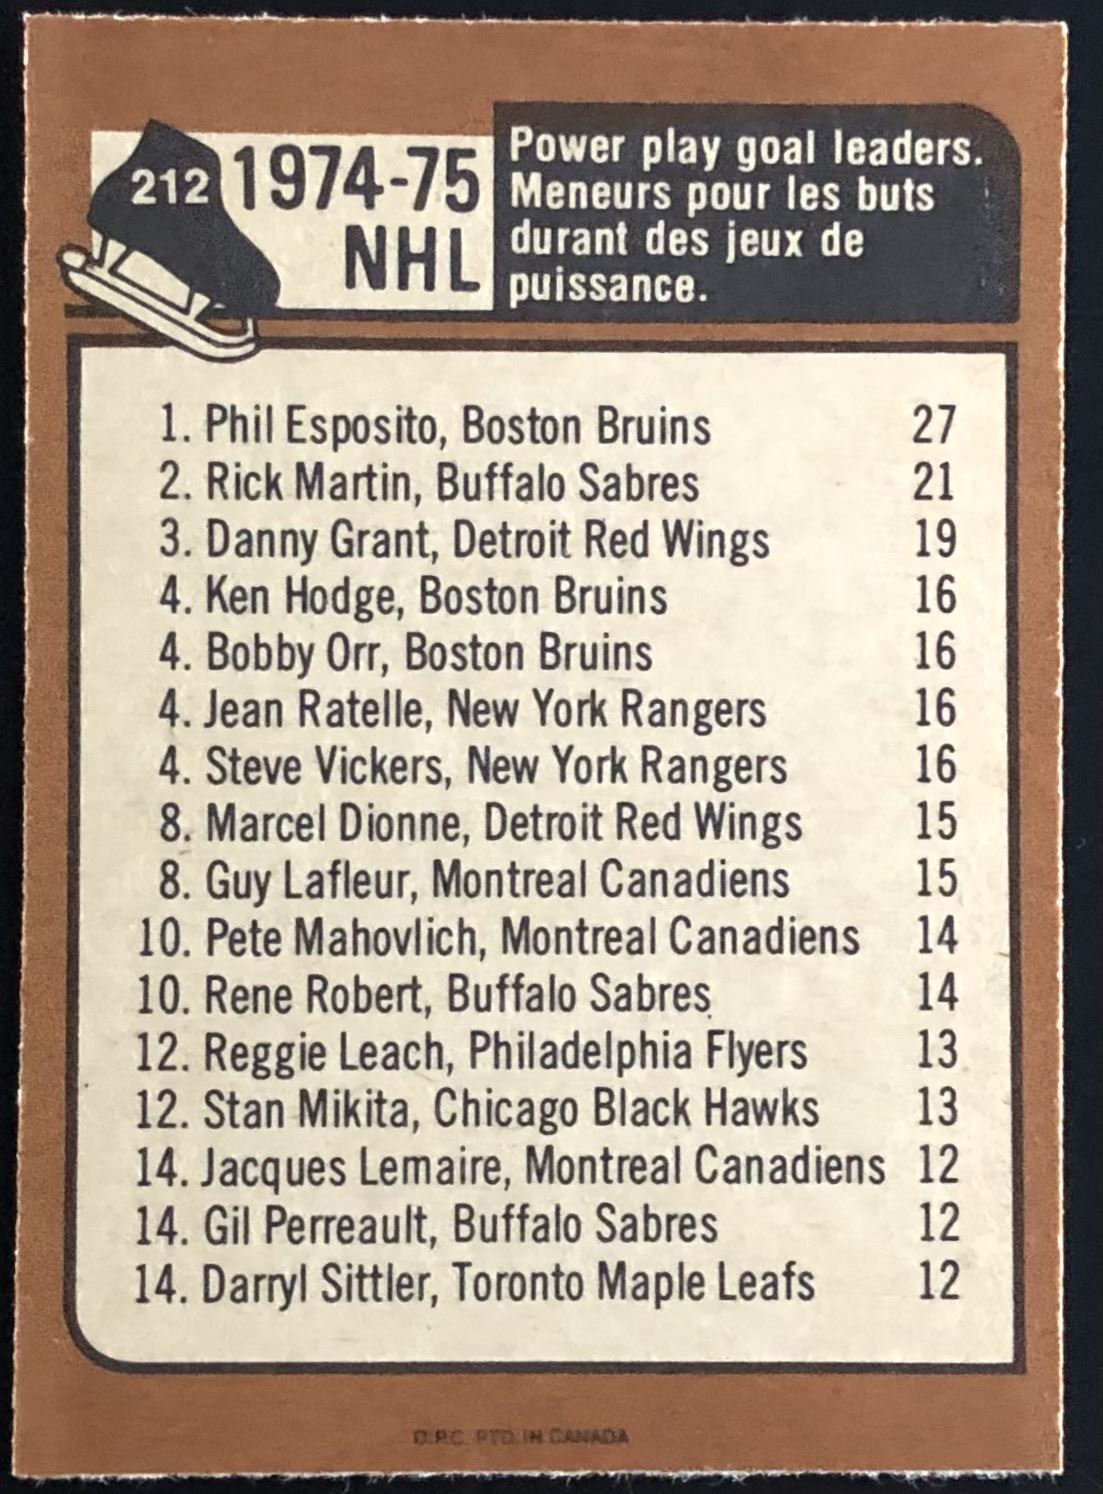 212
1974-75
NHL
Power play goal leaders.
Meneurs pour les buts
durant des jeux de
puissance.
1. Phil Esposito, Boston Bruins 27
2. Rick Martin, Buffalo Sabres 21
3. Danny Grant, Detroit Red Wings 19
4. Ken Hodge, Boston Bruins 16
4. Bobby Orr, Boston Bruins 16
4. Jean Ratelle, New York Rangers 16
4. Steve Vickers, New York Rangers 16
8. Marcel Dionne, Detroit Red Wings 15
8. Guy Lafleur, Montreal Canadiens 15
10. Pete Mahovlich, Montreal Canadiens 14
10. Rene Robert, Buffalo Sabres 14
12. Reggie Leach, Philadelphia Flyers 13
12. Stan Mikita, Chicago Black Hawks 13
14. Jacques Lemaire, Montreal Canadiens 12
14. Gil Perreault, Buffalo Sabres 12
14. Darryl Sittler, Toronto Maple Leafs 12
O.P.C. PTD. IN CANADA